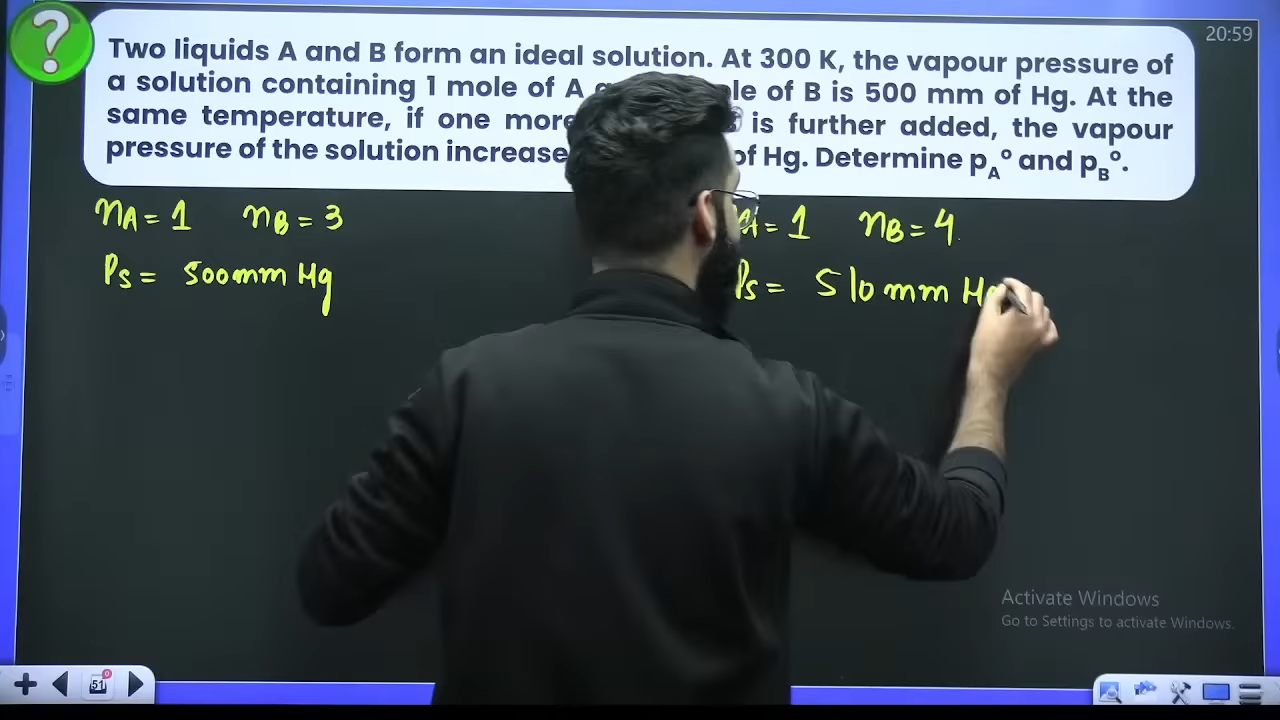 20:59
Two liquids A and B form an ideal solution. At 300 K, the vapour pressure of
a solution containing 1 mole of A of B is 500 mm of Hg. At the
same temperature, if one more is further added, the vapour
pressure of the solution increase of Hg. Determine pA° and pB°.
nA = 1 nB = 3 = 1 nB = 4
Ps = 500mm Hg Ps = 510 mm
Activate Windows
Go to Settings to activate Windows.
51